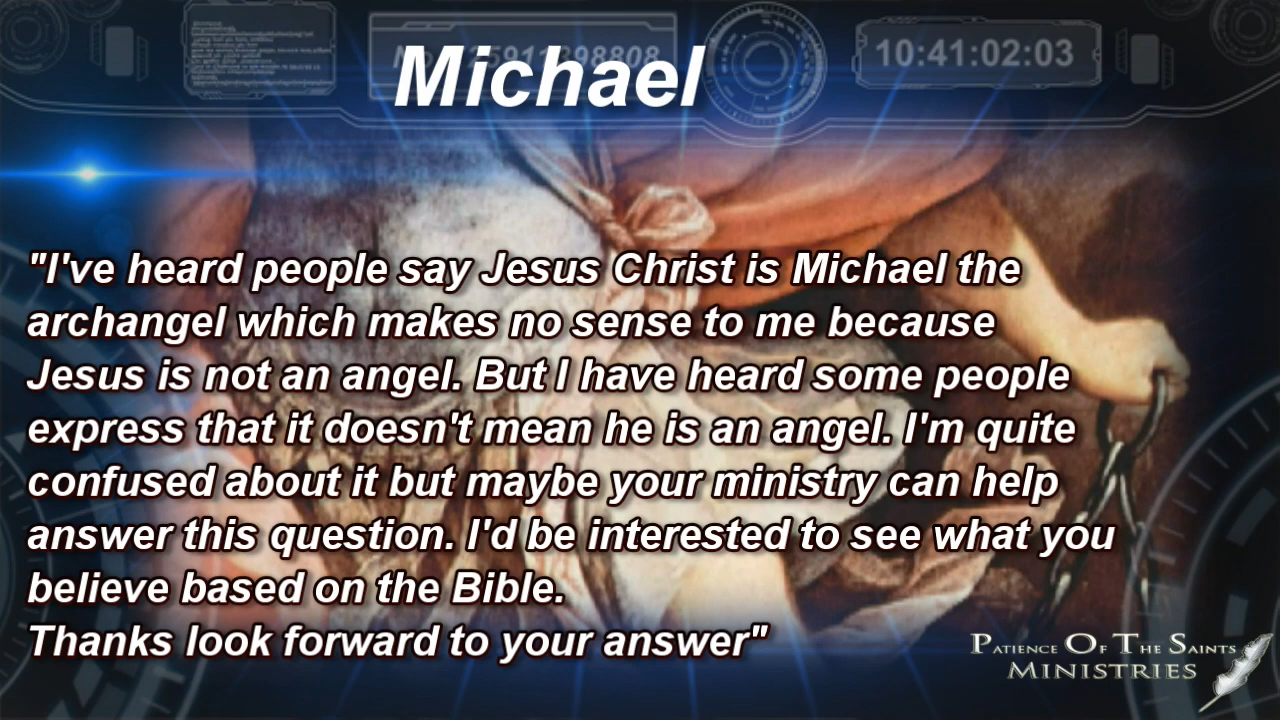 Michael
10:41:02:03
"I've heard people say Jesus Christ is Michael the
archangel which makes no sense to me because
Jesus is not an angel. But I have heard some people
express that it doesn't mean he is an angel. I'm quite
confused about it but maybe your ministry can help
answer this question. I'd be interested to see what you
believe based on the Bible.
Thanks look forward to your answer"
PATIENCE OF THE SAINTS
MINISTRIES